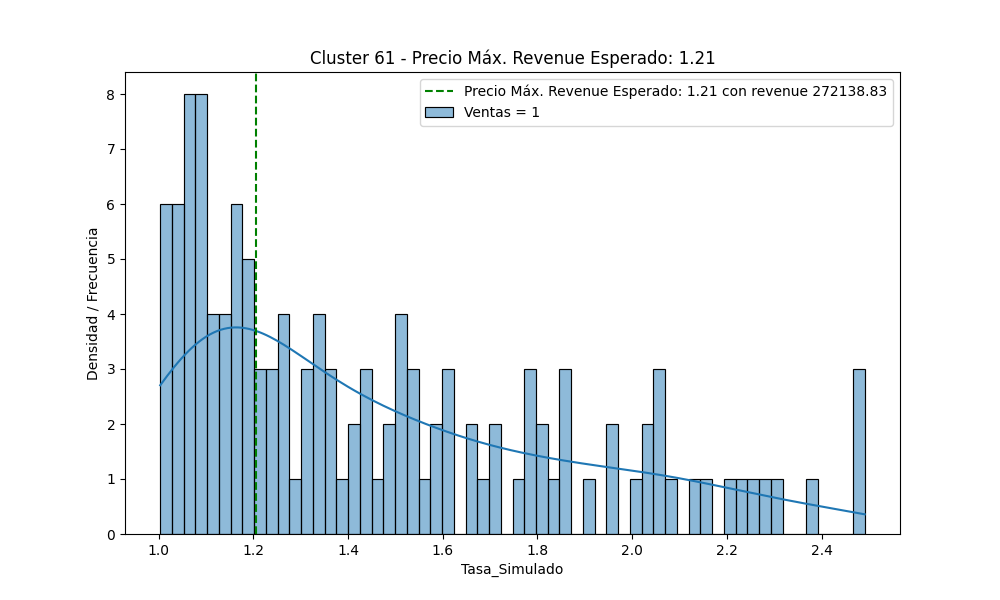 Cluster 61 - Precio Máx. Revenue Esperado: 1.21
Precio Máx. Revenue Esperado: 1.21 con revenue 272138.83
Ventas = 1
Densidad / Frecuencia
8
7
6
5
4
3
2
1
0
1.0 1.2 1.4 1.6 1.8 2.0 2.2 2.4
Tasa_Simulado